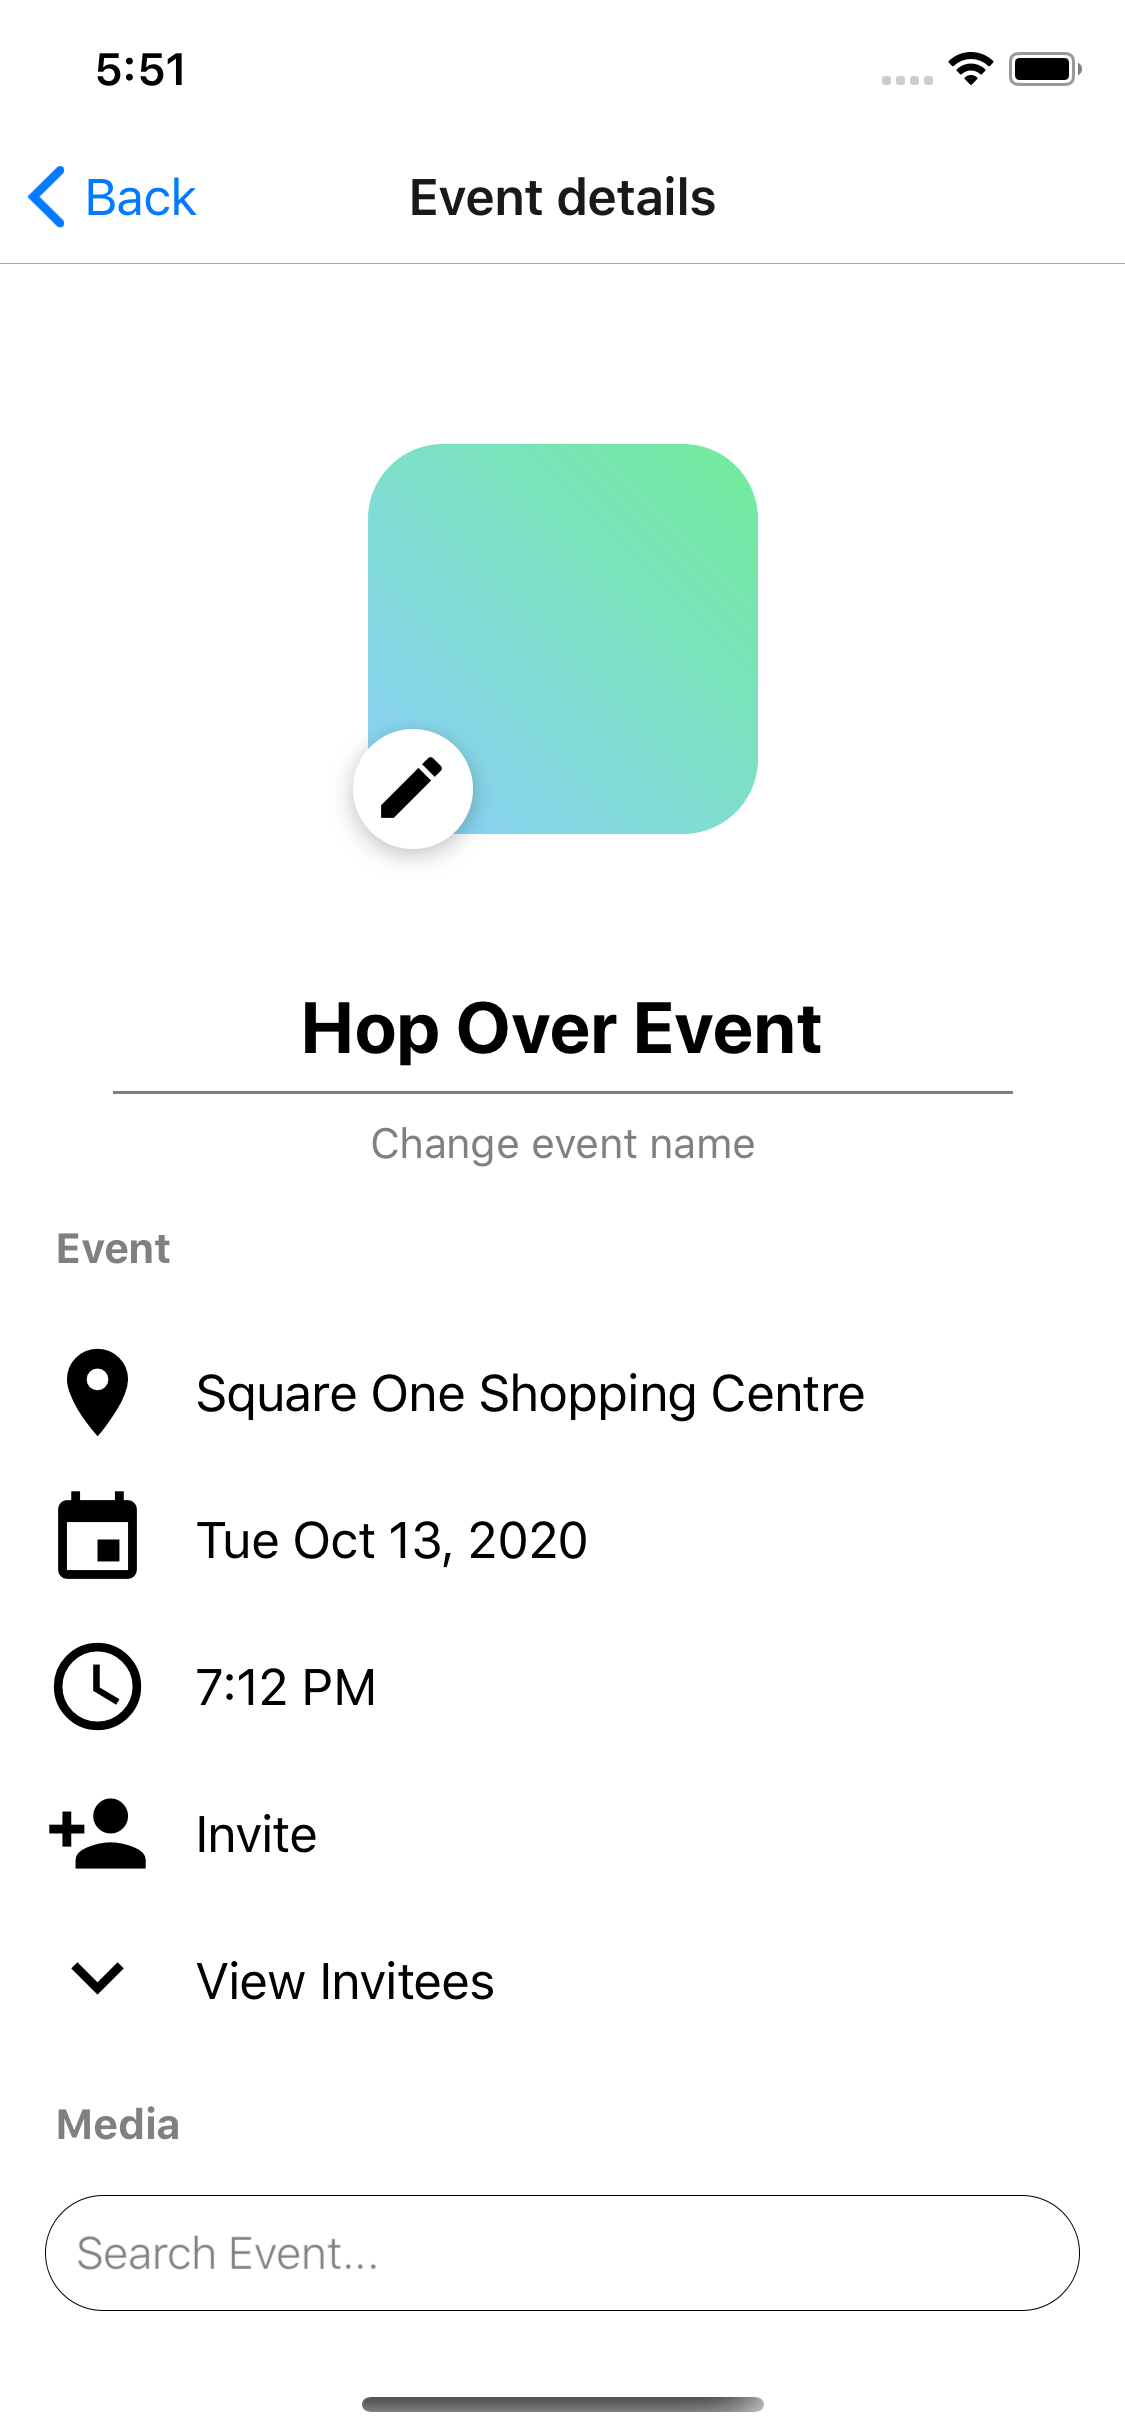 5:51
Back
Event details
Hop Over Event
Change event name
Event
Square One Shopping Centre
Tue Oct 13, 2020
7:12 PM
Invite
View Invitees
Media
Search Event...